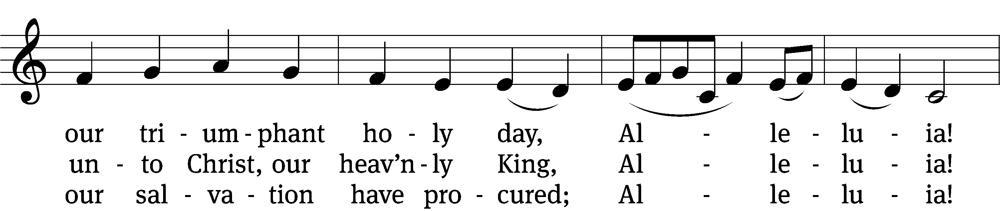 our tri - um - phant ho - ly day, Al - le - lu - ia!
un - to Christ, our heav’n - ly King, Al - le - lu - ia!
our sal - va - tion have pro - cured; Al - le - lu - ia!